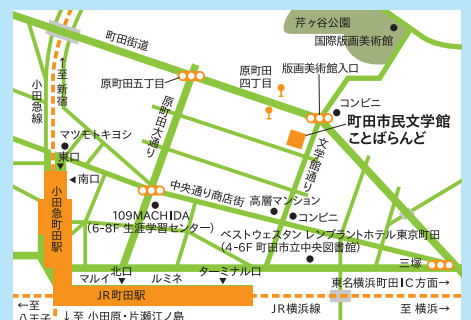 芹ヶ谷公園
国際版画美術館
町田街道
小田急線
←至 新宿
原町田五丁目
原町田
四丁目
版画美術館入口
コンビニ
町田市民文学館
ことばらんど
マツモトキヨシ
東口
南口
原町田大通り
文学館通り
小田急町田駅
中央通り商店街
高層マンション
109MACHIDA
(6-8F 生涯学習センター)
コンビニ
ベストウェスタン レンブラントホテル東京町田
(4-6F 町田市立中央図書館)
三塚
マルイ
北口
ルミネ
ターミナル口
東名横浜町田IC方面→
JR町田駅
←至
八王子
↓至 小田原・片瀬江ノ島
JR横浜線
至 横浜→